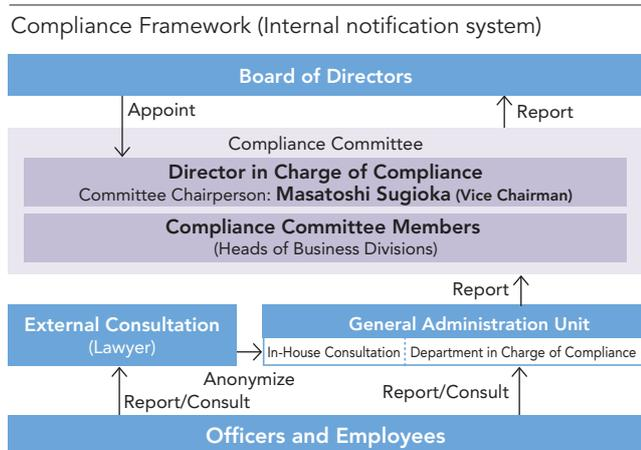 Compliance Framework (Internal notification system)
Board of Directors
Appoint
Report
Compliance Committee
Director in Charge of Compliance
Committee Chairperson: Masatoshi Sugioka (Vice Chairman)
Compliance Committee Members
(Heads of Business Divisions)
Report
External Consultation
(Lawyer)
General Administration Unit
In-House Consultation
Department in Charge of Compliance
Anonymize
Report/Consult
Report/Consult
Officers and Employees